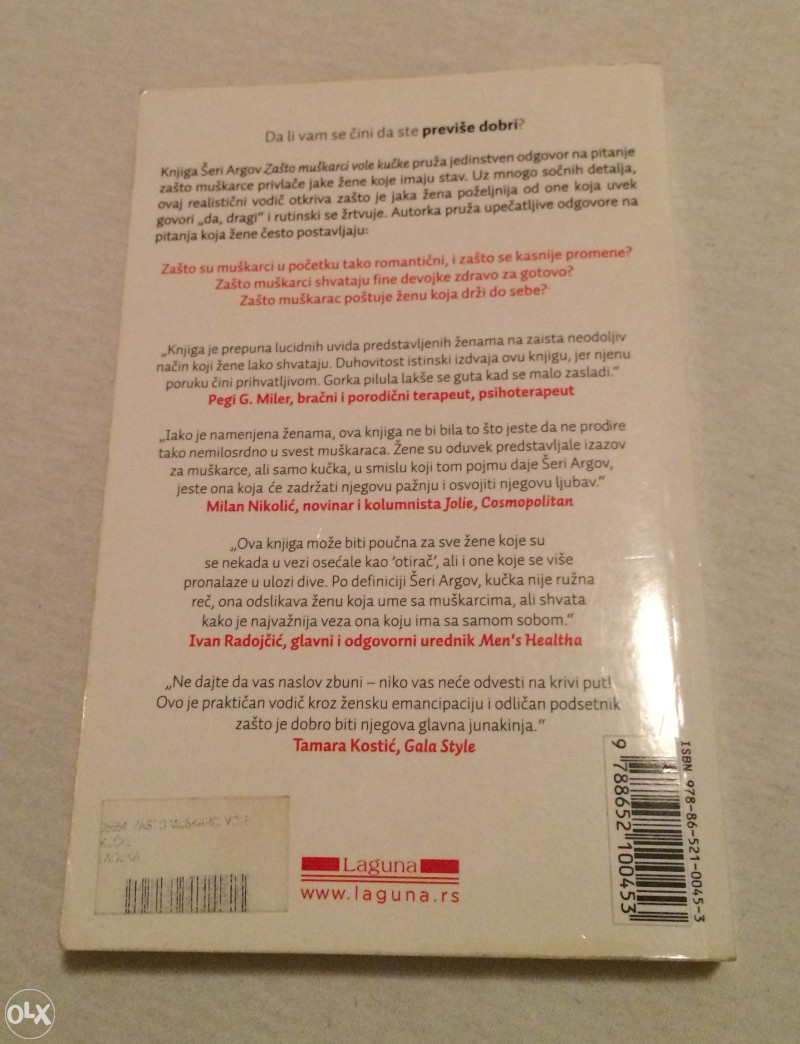 Da li vam se čini da ste previše dobri?
Knjiga Šeri Argov Zašto muškarci vole kučke pruža jedinstven odgovor na pitanje
zašto muškarce privlače jake žene koje imaju stav. Uz mnogo sočnih detalja,
ovaj realistični vodič otkriva zašto je jaka žena poželjnija od one koja uvek
govori „da, dragi“ i rutinski se žrtvuje. Autorka pruža upečatljive odgovore na
pitanja koja žene često postavljaju:
Zašto su muškarci u početku tako romantični, i zašto se kasnije promene?
Zašto muškarci shvataju fine devojke zdravo za gotovo?
Zašto muškarac poštuje ženu koja drži do sebe?
„Knjiga je prepuna lucidnih uvida predstavljenih ženama na zaista neodoljiv
način koji žene lako shvataju. Duhovitost istinski izdvaja ovu knjigu, jer njenu
poruku čini prihvatljivom. Gorka pilula lakše se guta kad se malo zasladi.“
Pegi G. Miler, bračni i porodični terapeut, psihoterapeut
„Iako je namenjena ženama, ova knjiga ne bi bila to što jeste da ne prodire
tako nemilosrdno u svest muškaraca. Žene su oduvek predstavljale izazov
za muškarce, ali samo kučka, u smislu koji tom pojmu daje Šeri Argov,
jeste ona koja će zadržati njegovu pažnju i osvojiti njegovu ljubav.“
Milan Nikolić, novinar i kolumnista Jolie, Cosmopolitan
„Ova knjiga može biti poučna za sve žene koje su
se nekada u vezi osećale kao ‘otirač’, ali i one koje se više
pronalaze u ulozi dive. Po definiciji Šeri Argov, kučka nije ružna
reč, ona odslikava ženu koja ume sa muškarcima, ali shvata
kako je najvažnija veza ona koju ima sa samom sobom.“
Ivan Radojčić, glavni i odgovorni urednik Men's Healtha
„Ne dajte da vas naslov zbuni – niko vas neće odvesti na krivi put!
Ovo je praktičan vodič kroz žensku emancipaciju i odličan podsetnik
zašto je dobro biti njegova glavna junakinja.“
Tamara Kostić, Gala Style
ZASTO MUSKARCI VOLE
KUCKE
LAGUNA
Laguna
www.laguna.rs
ISBN 978-86-521-0045-3
9 788652 100453
OLX